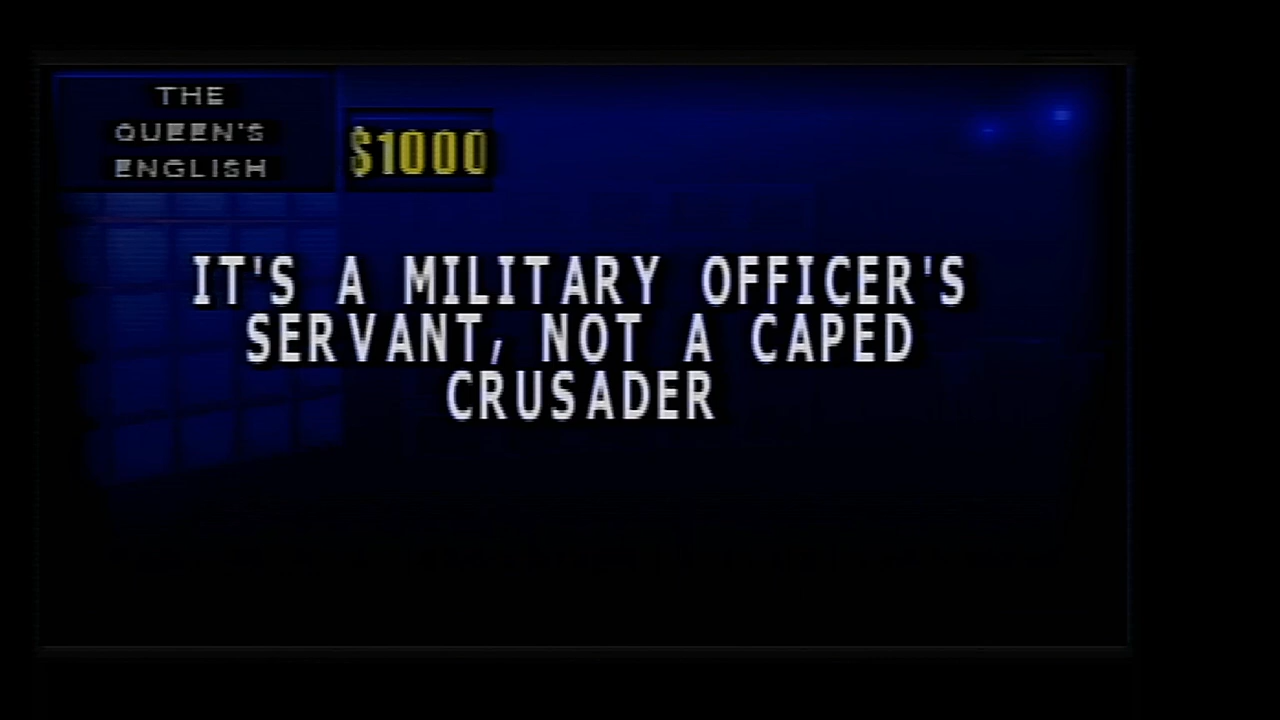 THE
QUEEN'S
ENGLISH
$1000
IT'S A MILITARY OFFICER'S
SERVANT, NOT A CAPED
CRUSADER